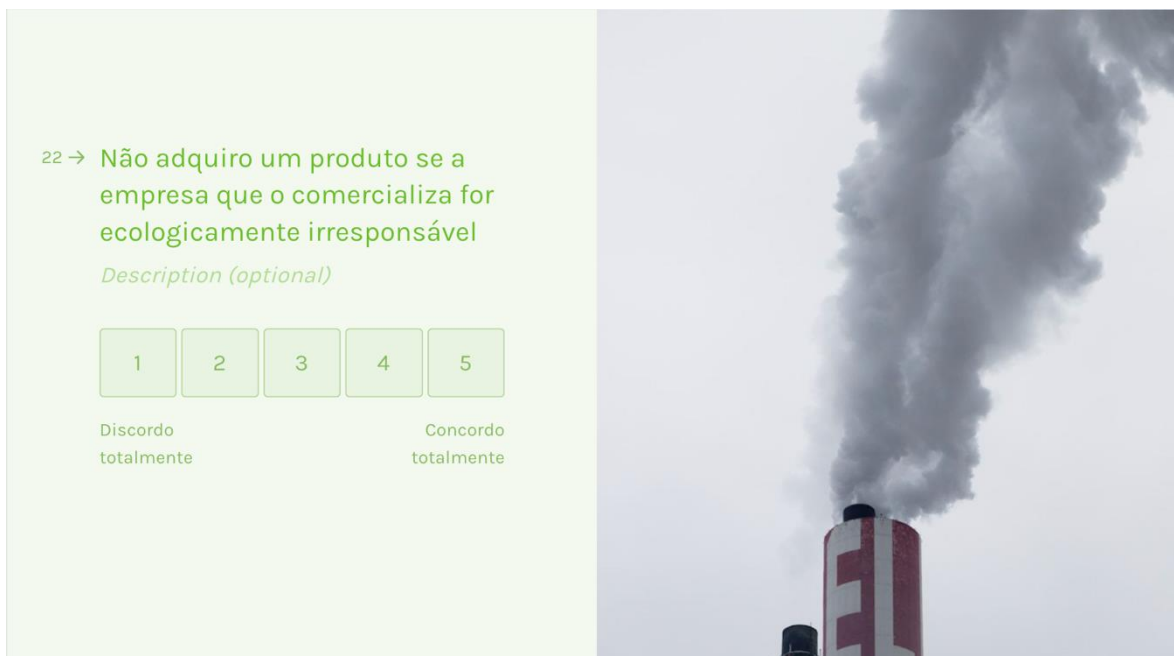 22 → Não adquiro um produto se a
empresa que o comercializa for
ecologicamente irresponsável
Description (optional)
1 2 3 4 5
Discordo totalmente
Concordo totalmente